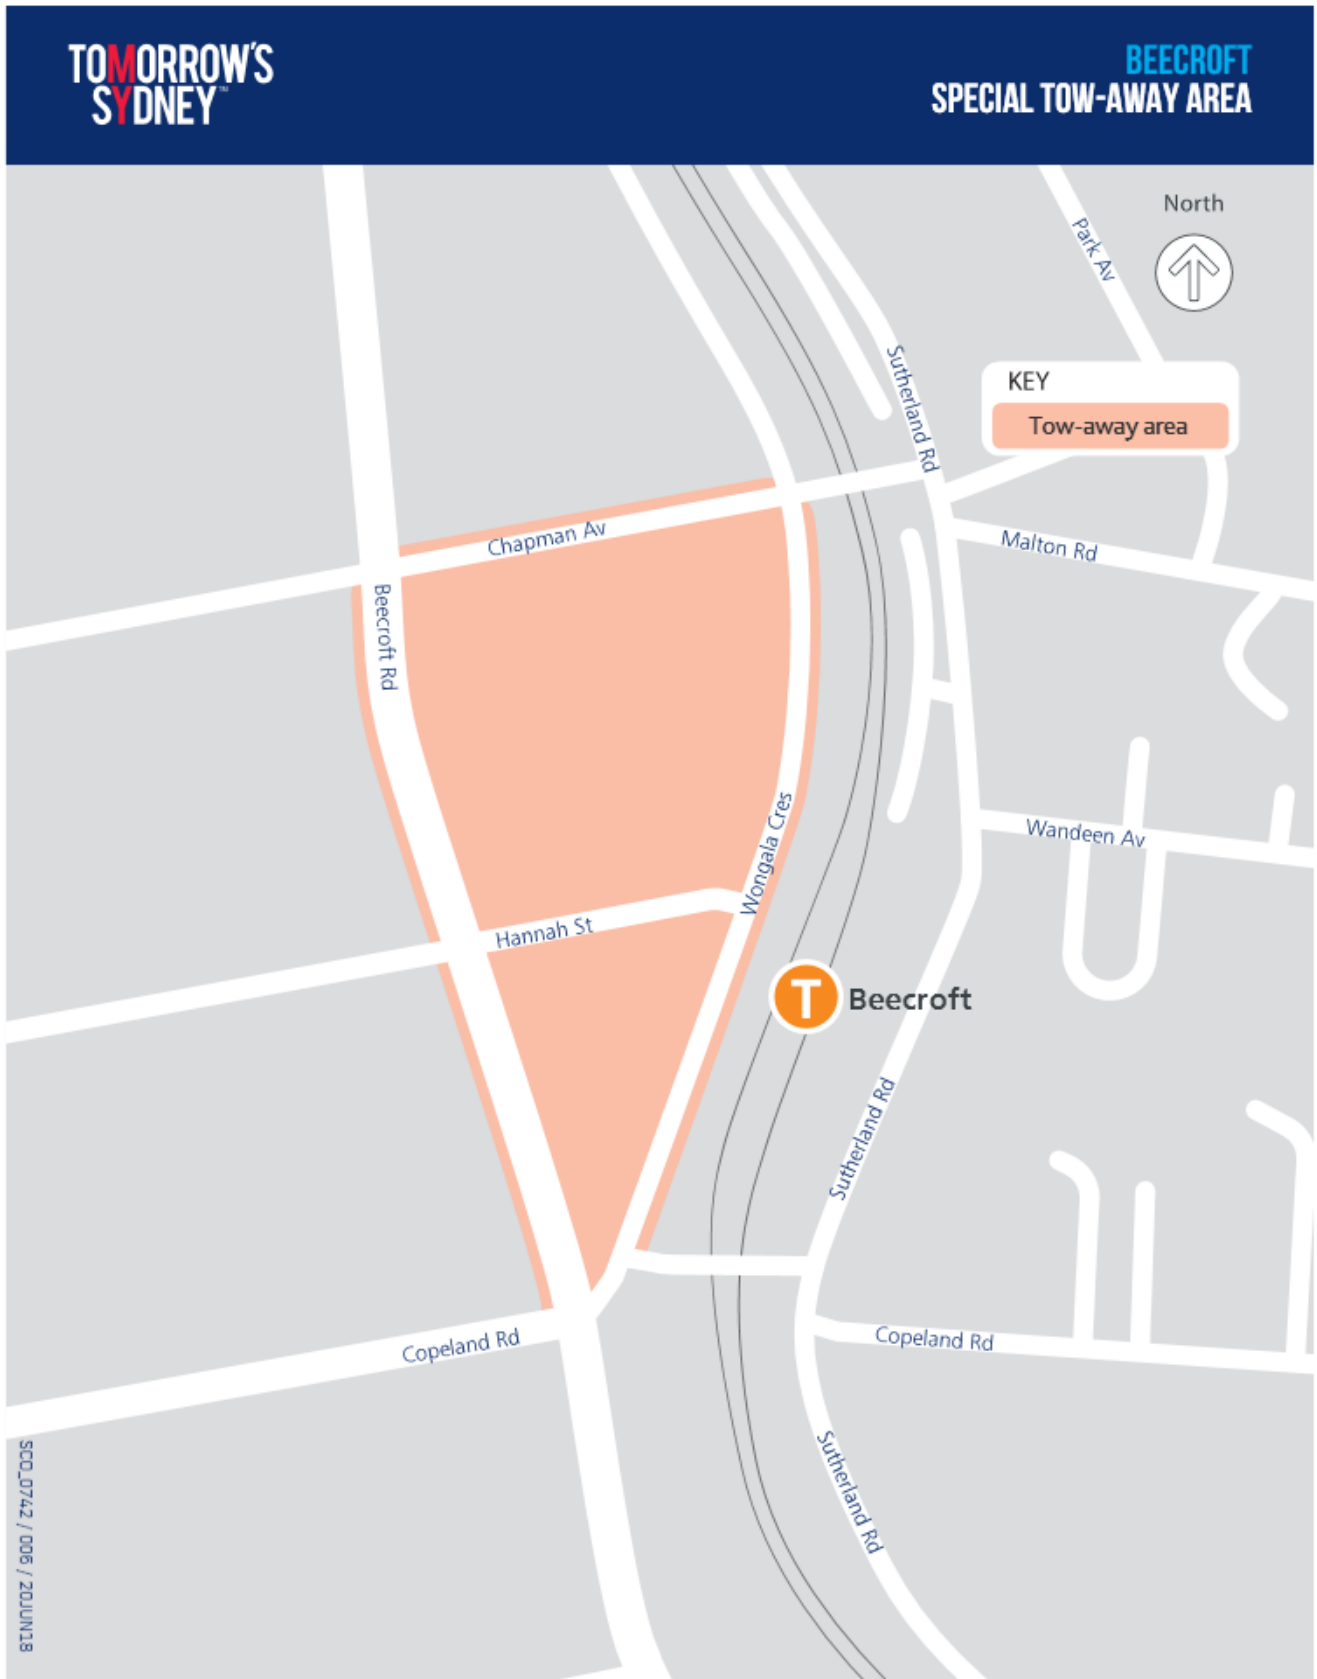 TOMORROW'S
SYDNEY™
BEECROFT
SPECIAL TOW-AWAY AREA
North
Park Av
Sutherland Rd
KEY
Tow-away area
Chapman Av
Malton Rd
Beecroft Rd
Wongala Cres
Wandeen Av
Hannah St
T Beecroft
Sutherland Rd
Copeland Rd
Copeland Rd
Sutherland Rd
SCO_0742 / 006 / 20JUN18